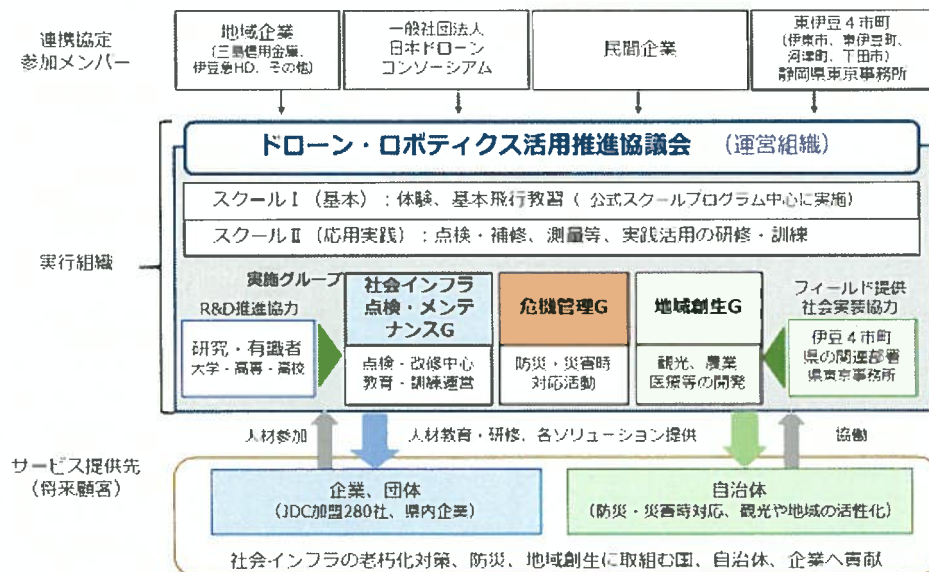 連携協定
参加メンバー
地域企業
(三島信用金庫、
伊豆急HD、その他)
一般社団法人
日本ドローン
コンソーシアム
民間企業
東伊豆４市町
(伊東市、東伊豆町、
河津町、下田市)
静岡県東京事務所
実行組織
ドローン・ロボティクス活用推進協議会 (運営組織)
スクールⅠ (基本) : 体験、基本飛行教習 ( 公式スクールプログラム中心に実施)
スクールⅡ (応用実践) : 点検・補修、測量等、実践活用の研修・訓練
実施グループ
R&D推進協力
研究・有識者
大学・高専・高校
社会インフラ
点検・メンテ
ナンスG
点検・改修中心
教育・訓練運営
危機管理G
防災・災害時
対応活動
地域創生G
観光、農業
医療等の開発
フィールド提供
社会実装協力
伊豆４市町
県の関連部署
県東京事務所
人材参加
人材教育・研修、各ソリューション提供
協働
サービス提供先
(将来顧客)
企業、団体
(JDC加盟280社、県内企業)
自治体
(防災・災害時対応、観光や地域の活性化)
社会インフラの老朽化対策、防災、地域創生に取組む国、自治体、企業へ貢献